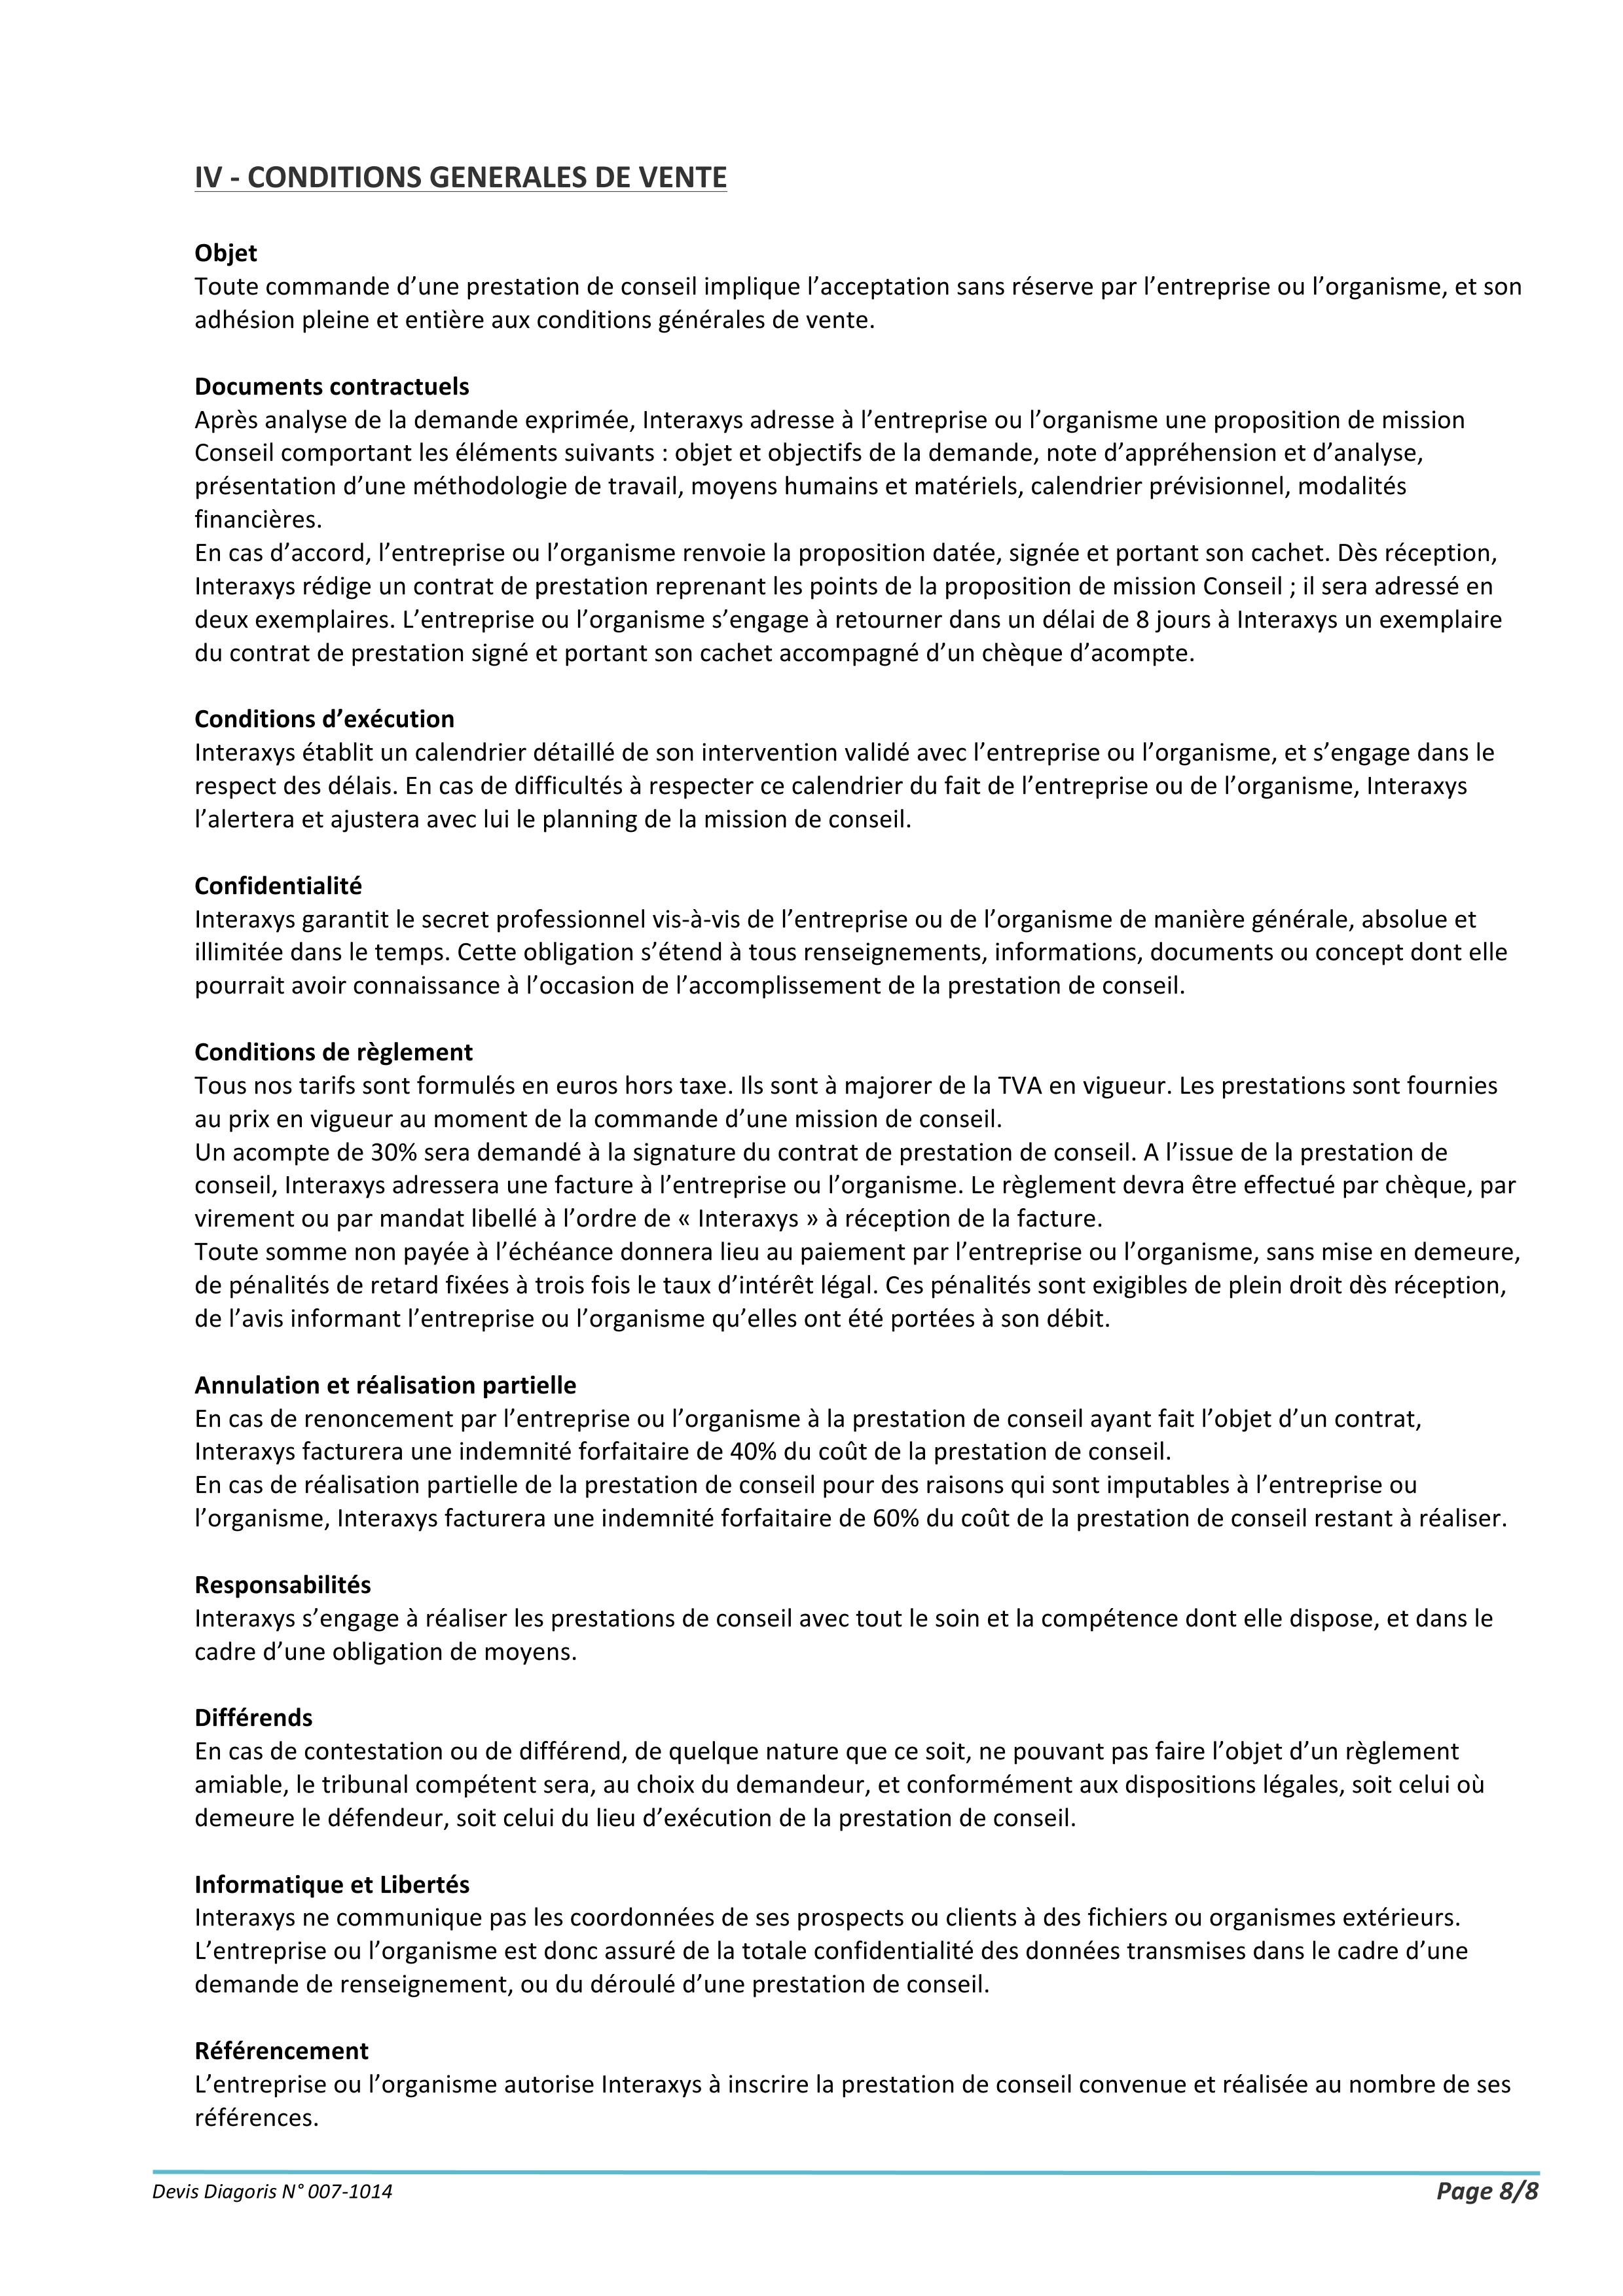 IV - CONDITIONS GENERALES DE VENTE
Objet
Toute commande d’une prestation de conseil implique l’acceptation sans réserve par l’entreprise ou l’organisme, et son
adhésion pleine et entière aux conditions générales de vente.
Documents contractuels
Après analyse de la demande exprimée, Interaxys adresse à l’entreprise ou l’organisme une proposition de mission
Conseil comportant les éléments suivants : objet et objectifs de la demande, note d’appréhension et d’analyse,
présentation d’une méthodologie de travail, moyens humains et matériels, calendrier prévisionnel, modalités
financières.
En cas d’accord, l’entreprise ou l’organisme renvoie la proposition datée, signée et portant son cachet. Dès réception,
Interaxys rédige un contrat de prestation reprenant les points de la proposition de mission Conseil ; il sera adressé en
deux exemplaires. L’entreprise ou l’organisme s’engage à retourner dans un délai de 8 jours à Interaxys un exemplaire
du contrat de prestation signé et portant son cachet accompagné d’un chèque d’acompte.
Conditions d’exécution
Interaxys établit un calendrier détaillé de son intervention validé avec l’entreprise ou l’organisme, et s’engage dans le
respect des délais. En cas de difficultés à respecter ce calendrier du fait de l’entreprise ou de l’organisme, Interaxys
l’alertera et ajustera avec lui le planning de la mission de conseil.
Confidentialité
Interaxys garantit le secret professionnel vis-à-vis de l’entreprise ou de l’organisme de manière générale, absolue et
illimitée dans le temps. Cette obligation s’étend à tous renseignements, informations, documents ou concept dont elle
pourrait avoir connaissance à l’occasion de l’accomplissement de la prestation de conseil.
Conditions de règlement
Tous nos tarifs sont formulés en euros hors taxe. Ils sont à majorer de la TVA en vigueur. Les prestations sont fournies
au prix en vigueur au moment de la commande d’une mission de conseil.
Un acompte de 30% sera demandé à la signature du contrat de prestation de conseil. A l’issue de la prestation de
conseil, Interaxys adressera une facture à l’entreprise ou l’organisme. Le règlement devra être effectué par chèque, par
virement ou par mandat libellé à l’ordre de « Interaxys » à réception de la facture.
Toute somme non payée à l’échéance donnera lieu au paiement par l’entreprise ou l’organisme, sans mise en demeure,
de pénalités de retard fixées à trois fois le taux d’intérêt légal. Ces pénalités sont exigibles de plein droit dès réception,
de l’avis informant l’entreprise ou l’organisme qu’elles ont été portées à son débit.
Annulation et réalisation partielle
En cas de renoncement par l’entreprise ou l’organisme à la prestation de conseil ayant fait l’objet d’un contrat,
Interaxys facturera une indemnité forfaitaire de 40% du coût de la prestation de conseil.
En cas de réalisation partielle de la prestation de conseil pour des raisons qui sont imputables à l’entreprise ou
l’organisme, Interaxys facturera une indemnité forfaitaire de 60% du coût de la prestation de conseil restant à réaliser.
Responsabilités
Interaxys s’engage à réaliser les prestations de conseil avec tout le soin et la compétence dont elle dispose, et dans le
cadre d’une obligation de moyens.
Différends
En cas de contestation ou de différend, de quelque nature que ce soit, ne pouvant pas faire l’objet d’un règlement
amiable, le tribunal compétent sera, au choix du demandeur, et conformément aux dispositions légales, soit celui où
demeure le défendeur, soit celui du lieu d’exécution de la prestation de conseil.
Informatique et Libertés
Interaxys ne communique pas les coordonnées de ses prospects ou clients à des fichiers ou organismes extérieurs.
L’entreprise ou l’organisme est donc assuré de la totale confidentialité des données transmises dans le cadre d’une
demande de renseignement, ou du déroulé d’une prestation de conseil.
Référencement
L’entreprise ou l’organisme autorise Interaxys à inscrire la prestation de conseil convenue et réalisée au nombre de ses
références.
Devis Diagoris N° 007-1014
Page 8/8